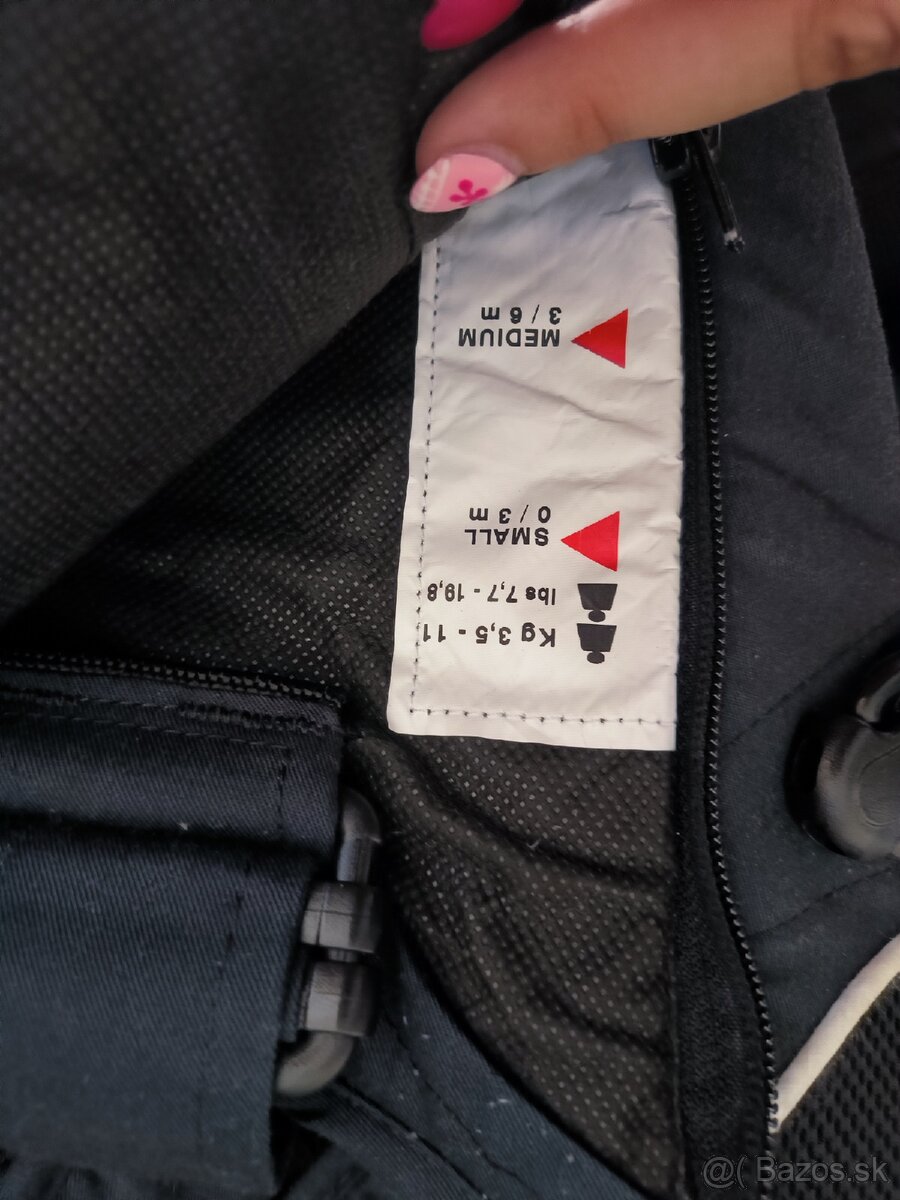 Kg 3,5 - 11
lbs 7,7 - 19,8
SMALL
0 / 3 m
MEDIUM
3 / 6 m
@( Bazos.sk